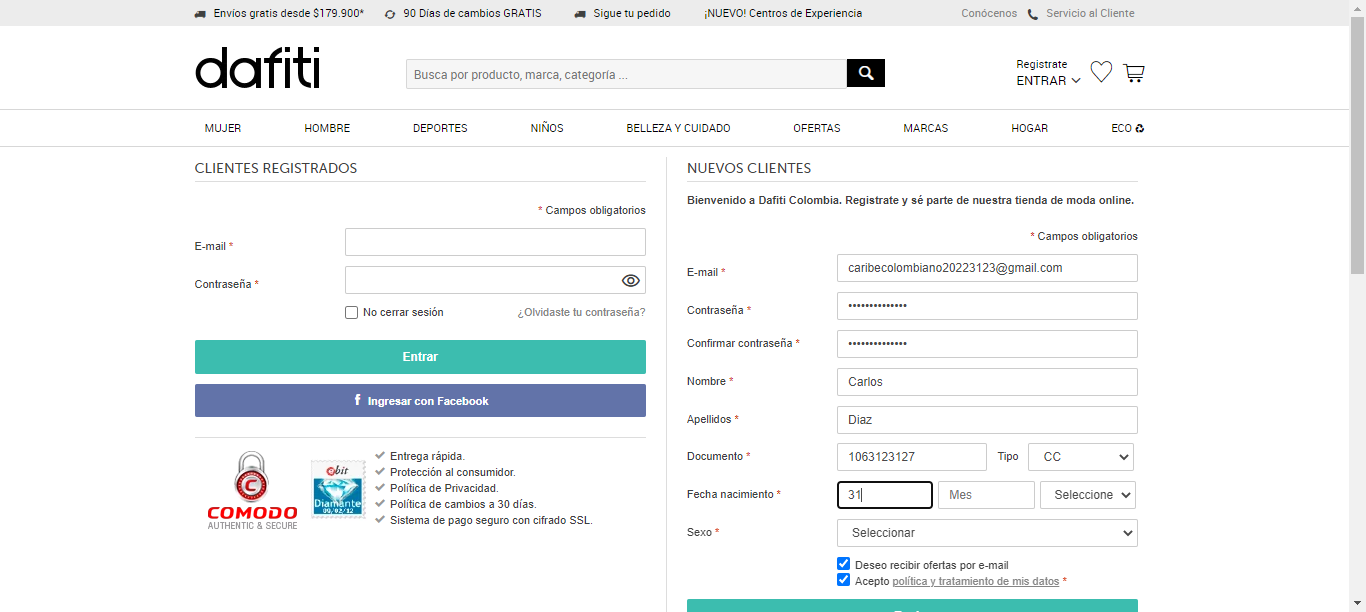 Envíos gratis desde $179.900* 90 Días de cambios GRATIS Sigue tu pedido ¡NUEVO! Centros de Experiencia Conócenos Servicio al Cliente
dafiti
Busca por producto, marca, categoría ...
Registrate
ENTRAR
MUJER HOMBRE DEPORTES NIÑOS BELLEZA Y CUIDADO OFERTAS MARCAS HOGAR ECO
CLIENTES REGISTRADOS
* Campos obligatorios
E-mail *
Contraseña *
No cerrar sesión ¿Olvidaste tu contraseña?
Entrar
f Ingresar con Facebook
C
COMODO
AUTHENTIC & SECURE
ebit
Diamante
09/02/12
Entrega rápida.
Protección al consumidor.
Política de Privacidad.
Política de cambios a 30 días.
Sistema de pago seguro con cifrado SSL.
NUEVOS CLIENTES
Bienvenido a Dafiti Colombia. Registrate y sé parte de nuestra tienda de moda online.
* Campos obligatorios
E-mail * caribecolombiano20223123@gmail.com
Contraseña * ••••••••••••••
Confirmar contraseña * ••••••••••••••
Nombre * Carlos
Apellidos * Diaz
Documento * 1063123127 Tipo CC
Fecha nacimiento * 31 Mes Seleccione
Sexo * Seleccionar
Deseo recibir ofertas por e-mail
Acepto política y tratamiento de mis datos *